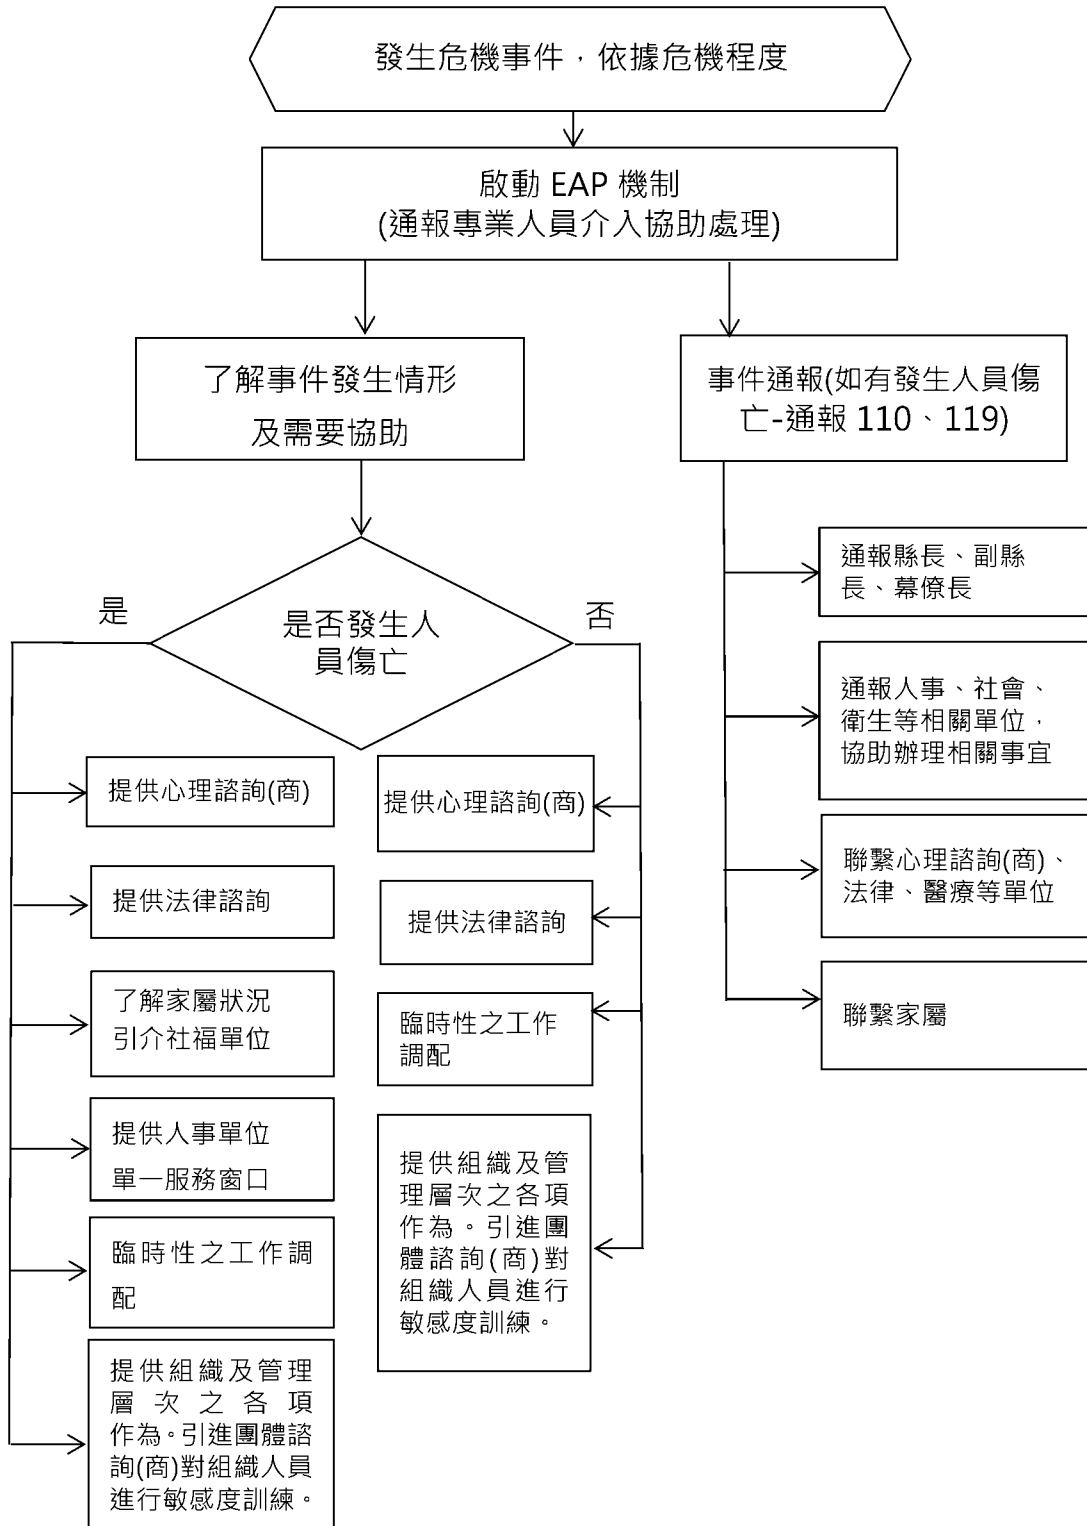 發生危機事件，依據危機程度
啟動 EAP 機制
(通報專業人員介入協助處理)
了解事件發生情形
及需要協助
事件通報(如有發生人員傷
亡-通報 110、119)
是
是否發生人
員傷亡
否
提供心理諮詢(商)
提供法律諮詢
了解家屬狀況
引介社福單位
提供人事單位
單一服務窗口
臨時性之工作調
配
提供組織及管理
層次之各項
作為。引進團體諮
詢(商)對組織人員
進行敏感度訓練。
提供心理諮詢(商)
提供法律諮詢
臨時性之工作
調配
提供組織及管
理層次之各項
作為。引進團
體諮詢(商)對
組織人員進行
敏感度訓練。
通報縣長、副縣
長、幕僚長
通報人事、社會、
衛生等相關單位，
協助辦理相關事宜
聯繫心理諮詢(商)、
法律、醫療等單位
聯繫家屬